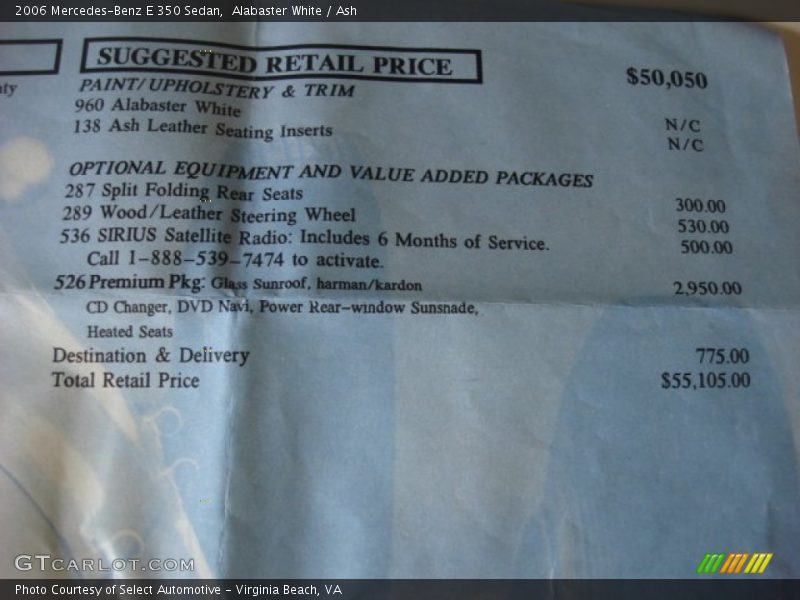 2006 Mercedes-Benz E 350 Sedan,  Alabaster White / Ash
SUGGESTED RETAIL PRICE $50,050
ty PAINT/UPHOLSTERY & TRIM
960 Alabaster White N/C
138 Ash Leather Seating Inserts N/C
OPTIONAL EQUIPMENT AND VALUE ADDED PACKAGES
287 Split Folding Rear Seats 300.00
289 Wood/Leather Steering Wheel 530.00
536 SIRIUS Satellite Radio: Includes 6 Months of Service. 500.00
Call 1-888-539-7474 to activate.
526 Premium Pkg: Glass Sunroof, harman/kardon 2,950.00
CD Changer, DVD Navi, Power Rear-window Sunsnade,
Heated Seats
Destination & Delivery 775.00
Total Retail Price $55,105.00
GTCARLOT.COM
Photo Courtesy of Select Automotive - Virginia Beach, VA